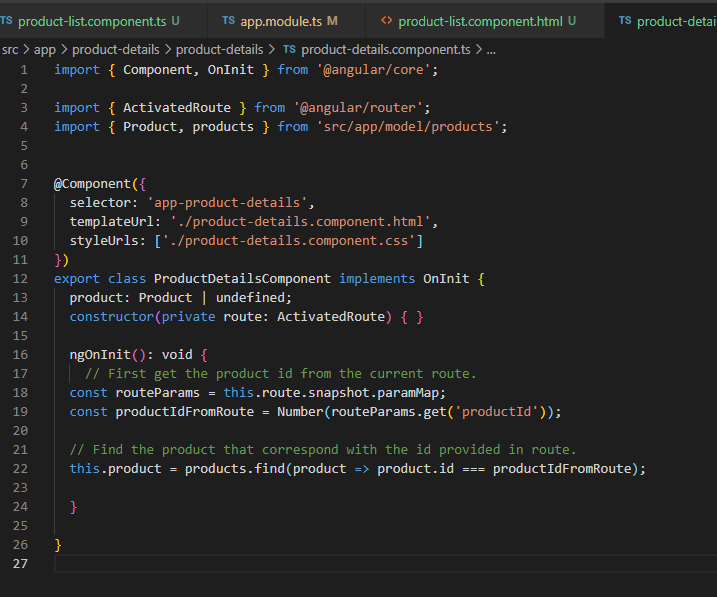 TS product-list.component.ts U TS app.module.ts M <> product-list.component.html U TS product-detai
src > app > product-details > product-details > TS product-details.component.ts > ...
1 import { Component, OnInit } from '@angular/core';
2
3 import { ActivatedRoute } from '@angular/router';
4 import { Product, products } from 'src/app/model/products';
5
6
7 @Component({
8   selector: 'app-product-details',
9   templateUrl: './product-details.component.html',
10   styleUrls: ['./product-details.component.css']
11 })
12 export class ProductDetailsComponent implements OnInit {
13   product: Product | undefined;
14   constructor(private route: ActivatedRoute) { }
15
16   ngOnInit(): void {
17     // First get the product id from the current route.
18   const routeParams = this.route.snapshot.paramMap;
19   const productIdFromRoute = Number(routeParams.get('productId'));
20
21   // Find the product that correspond with the id provided in route.
22   this.product = products.find(product => product.id === productIdFromRoute);
23
24   }
25
26 }
27